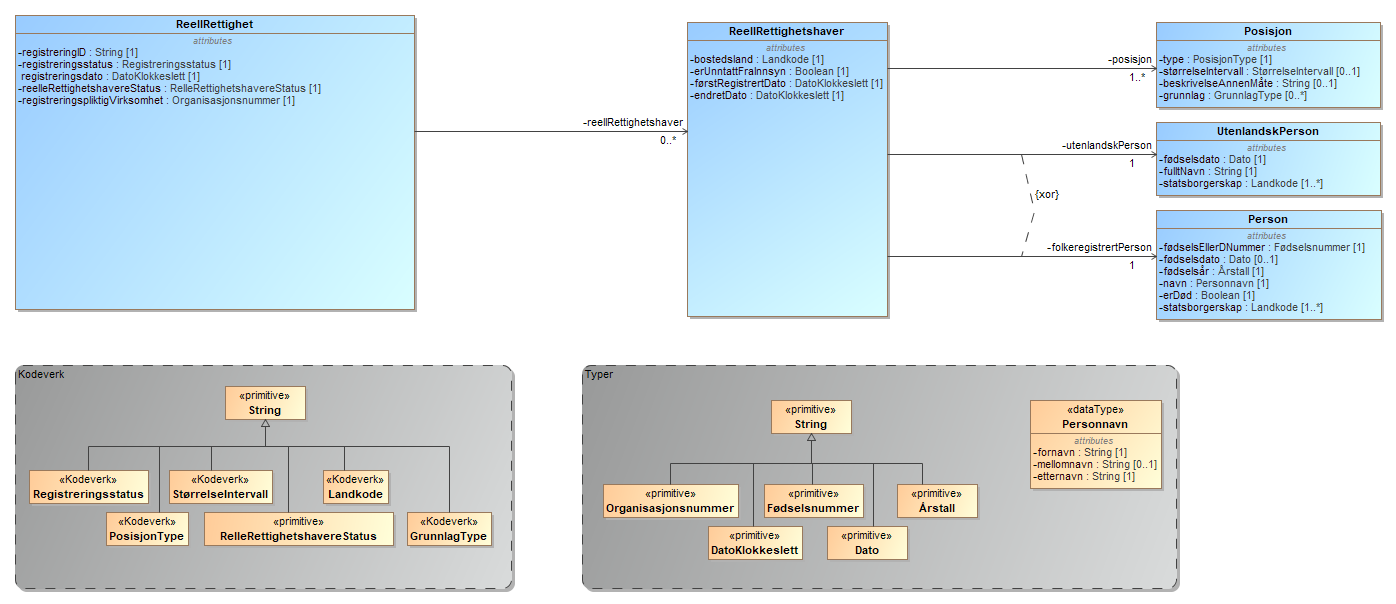 ReellRettighet
attributes
-registreringID : String [1]
-registreringsstatus : Registreringsstatus [1]
registreringsdato : DatoKlokkeslett [1]
-reelleRettighetshavereStatus : RelleRettighetshavereStatus [1]
-registreringspliktigVirksomhet : Organisasjonsnummer [1]
-reellRettighetshaver
0..*
ReellRettighetshaver
attributes
-bostedsland : Landkode [1]
-erUnntattFraInnsyn : Boolean [1]
-førstRegistrertDato : DatoKlokkeslett [1]
-endretDato : DatoKlokkeslett [1]
-posisjon
1..*
-utenlandskPerson
1
{xor}
-folkeregistrertPerson
1
Posisjon
attributes
-type : PosisjonType [1]
-størrelseIntervall : StørrelseIntervall [0..1]
-beskrivelseAnnenMåte : String [0..1]
-grunnlag : GrunnlagType [0..*]
UtenlandskPerson
attributes
-fødselsdato : Dato [1]
-fulltNavn : String [1]
-statsborgerskap : Landkode [1..*]
Person
attributes
-fødselsEllerDNummer : Fødselsnummer [1]
-fødselsdato : Dato [0..1]
-fødselsår : Årstall [1]
-navn : Personnavn [1]
-erDød : Boolean [1]
-statsborgerskap : Landkode [1..*]
Kodeverk
«primitive»
String
«Kodeverk»
Registreringsstatus
«Kodeverk»
StørrelseIntervall
«Kodeverk»
Landkode
«Kodeverk»
PosisjonType
«primitive»
RelleRettighetshavereStatus
«Kodeverk»
GrunnlagType
Typer
«primitive»
String
«primitive»
Organisasjonsnummer
«primitive»
Fødselsnummer
«primitive»
Årstall
«primitive»
DatoKlokkeslett
«primitive»
Dato
«dataType»
Personnavn
attributes
-fornavn : String [1]
-mellomnavn : String [0..1]
-etternavn : String [1]